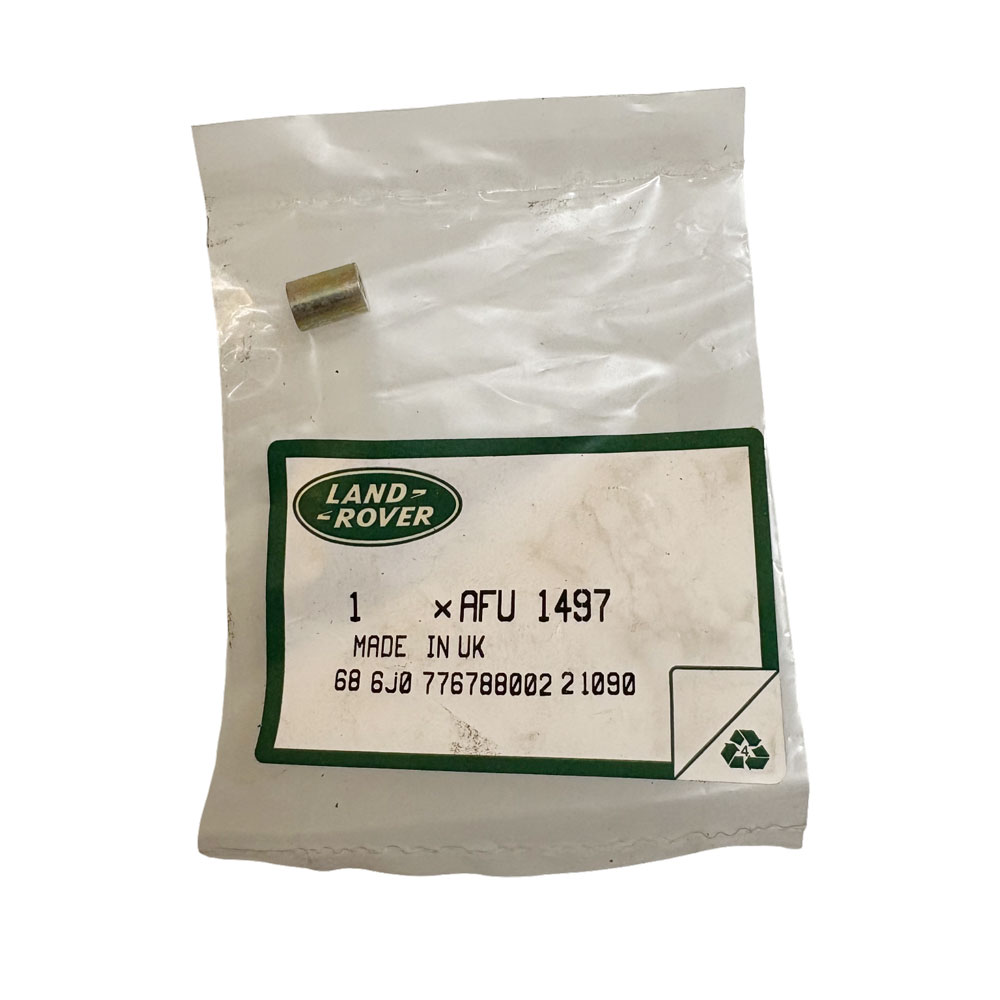 LAND-
-ROVER
1 x AFU 1497
MADE IN UK
68 6J0 776788002 21090
4